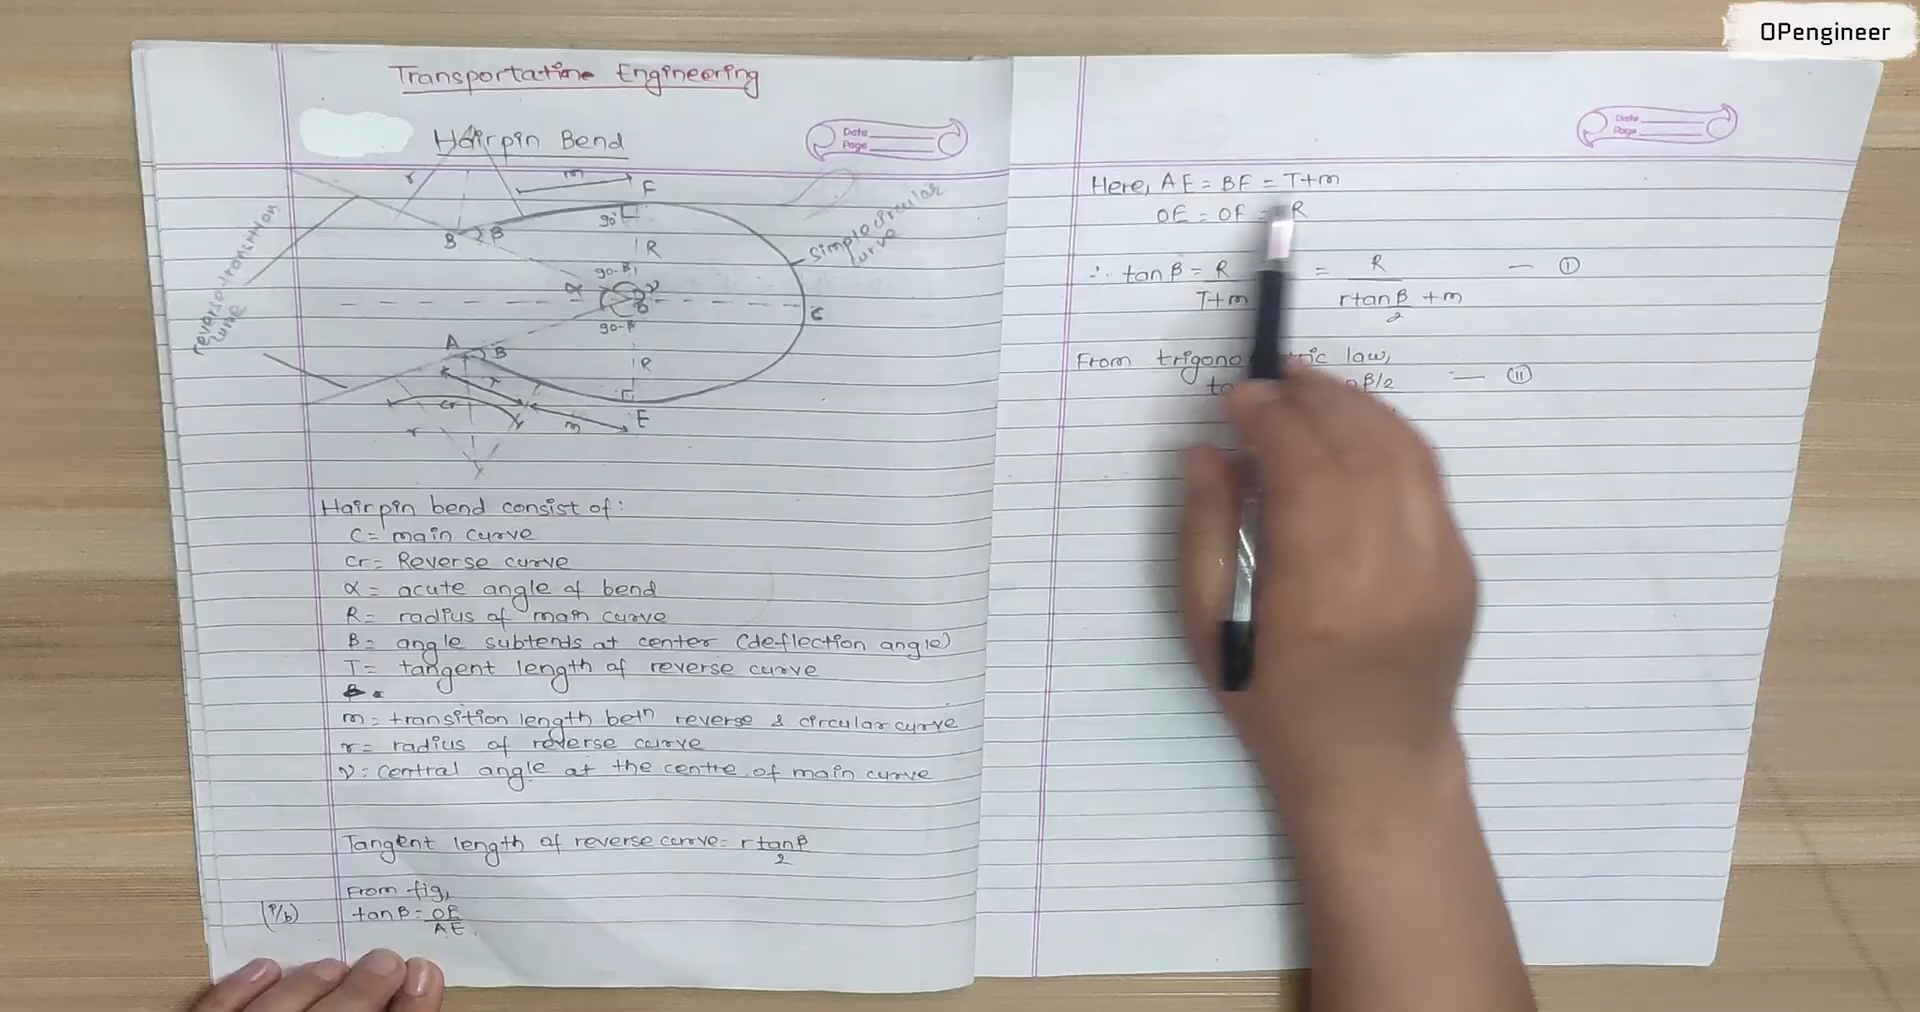 OPengineer
Transportation Engineering
Hairpin Bend
Date
Page
r
m
F
90°
B
β
R
simple circular
curve
90-β
α
γ
O
C
90-β
A
β
R
T
cr
m
E
r
reverse transition
curve
Hairpin bend consist of:
C = main curve
Cr = Reverse curve
α = acute angle of bend
R = radius of main curve
β = angle subtends at center (deflection angle)
T = tangent length of reverse curve
m = transition length betn reverse & circular curve
r = radius of reverse curve
γ = central angle at the centre of main curve
Tangent length of reverse curve = r tan β/2
From fig,
(P/b) tan β = OE/AE
Date
Page
Here, AE = BF = T+m
OE = OF = R
∴ tan β = R/T+m = R/r tan β/2 + m — ①
From law,
β/2 — ②